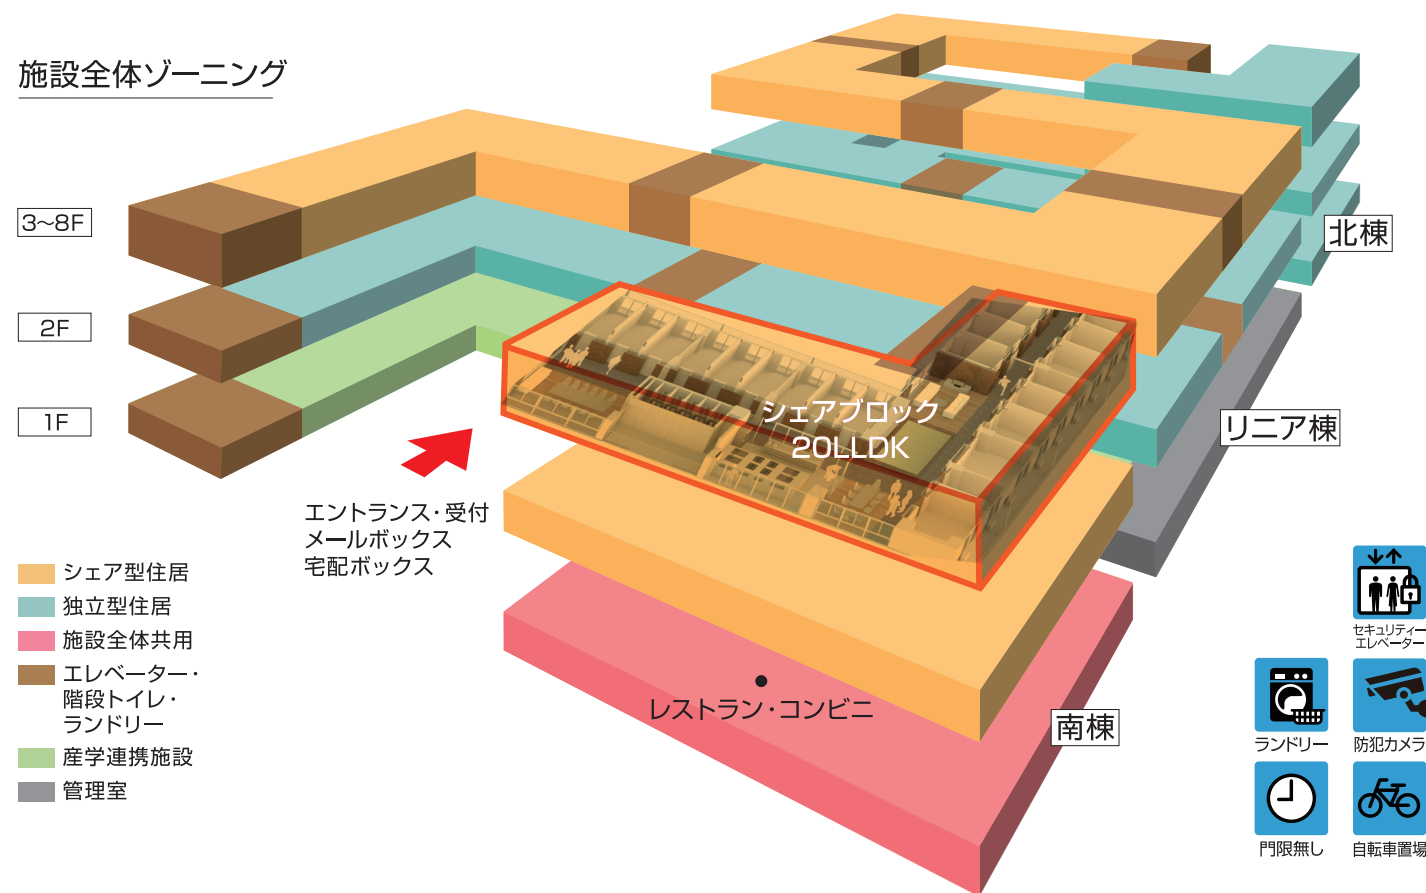 施設全体ゾーニング
3〜8F
2F
1F
北棟
リニア棟
南棟
シェアブロック
20LLDK
エントランス・受付
メールボックス
宅配ボックス
レストラン・コンビニ
シェア型住居
独立型住居
施設全体共用
エレベーター・
階段トイレ・
ランドリー
産学連携施設
管理室
セキュリティー
エレベーター
ランドリー
防犯カメラ
門限無し
自転車置場